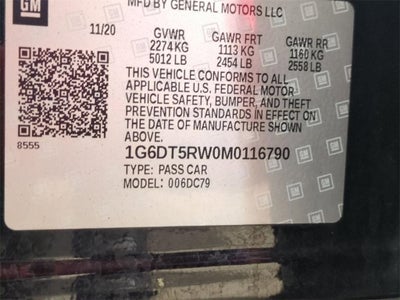 GM
MFD BY GENERAL MOTORS LLC
11/20 GVWR GAWR FRT GAWR RR
2274 KG 1113 KG 1160 KG
5012 LB 2454 LB 2558 LB
THIS VEHICLE CONFORMS TO ALL
APPLICABLE U.S. FEDERAL MOTOR
VEHICLE SAFETY, BUMPER, AND THEFT
PREVENTION STANDARDS IN EFFECT ON
THE DATE OF MANUFACTURE SHOWN
ABOVE.
8555
1G6DT5RW0M0116790
TYPE: PASS CAR
MODEL: 006DC79